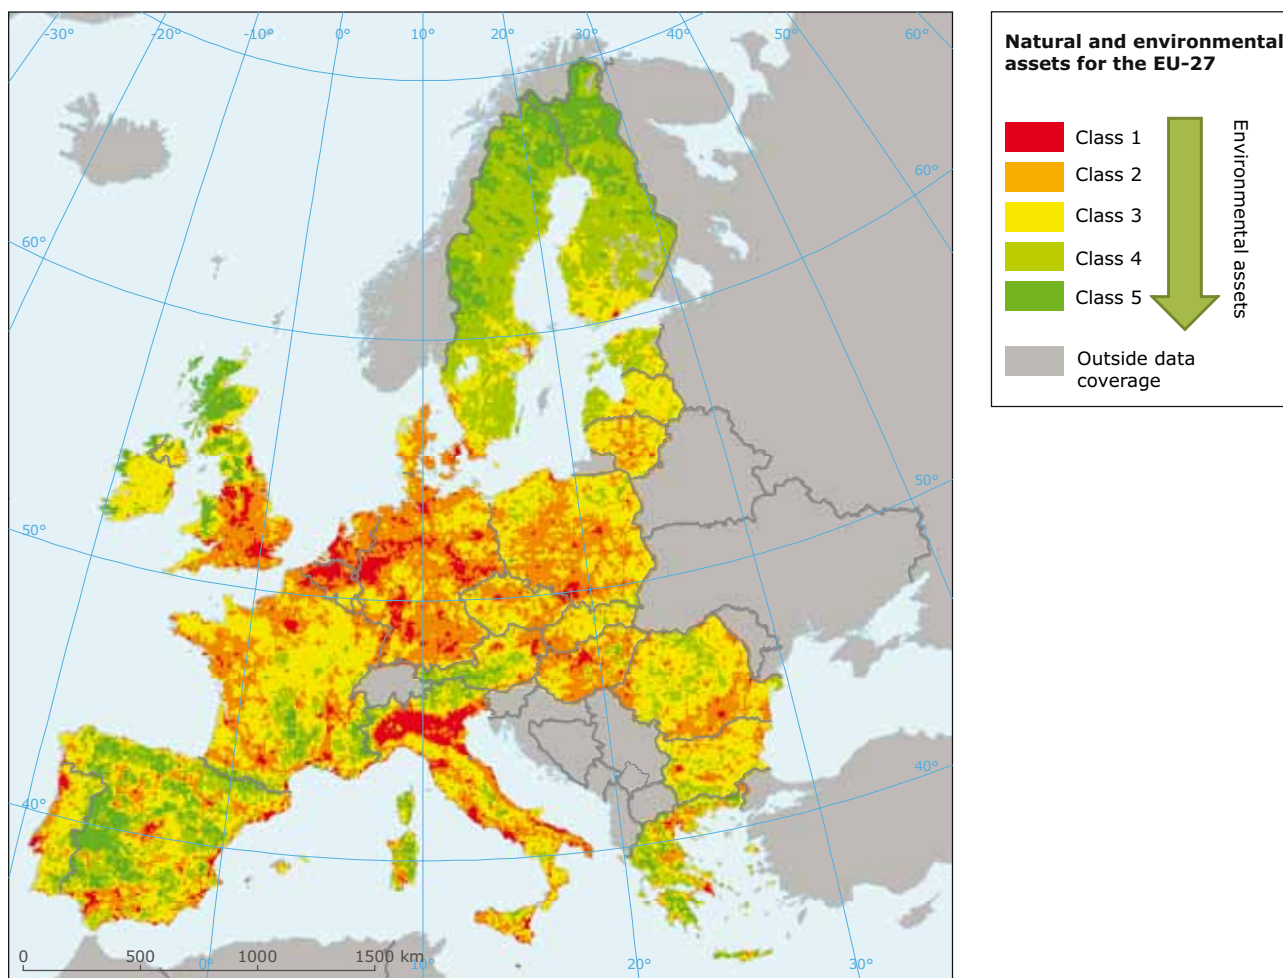 -30° -20° -10° 0° 10° 20° 30° 40° 50° 60°
60° 60°
50° 50°
40° 40°
0 500 1000 1500 km
0° 10° 20° 30°
Natural and environmental
assets for the EU-27
Class 1
Class 2
Class 3
Class 4
Class 5
Environmental assets
Outside data
coverage